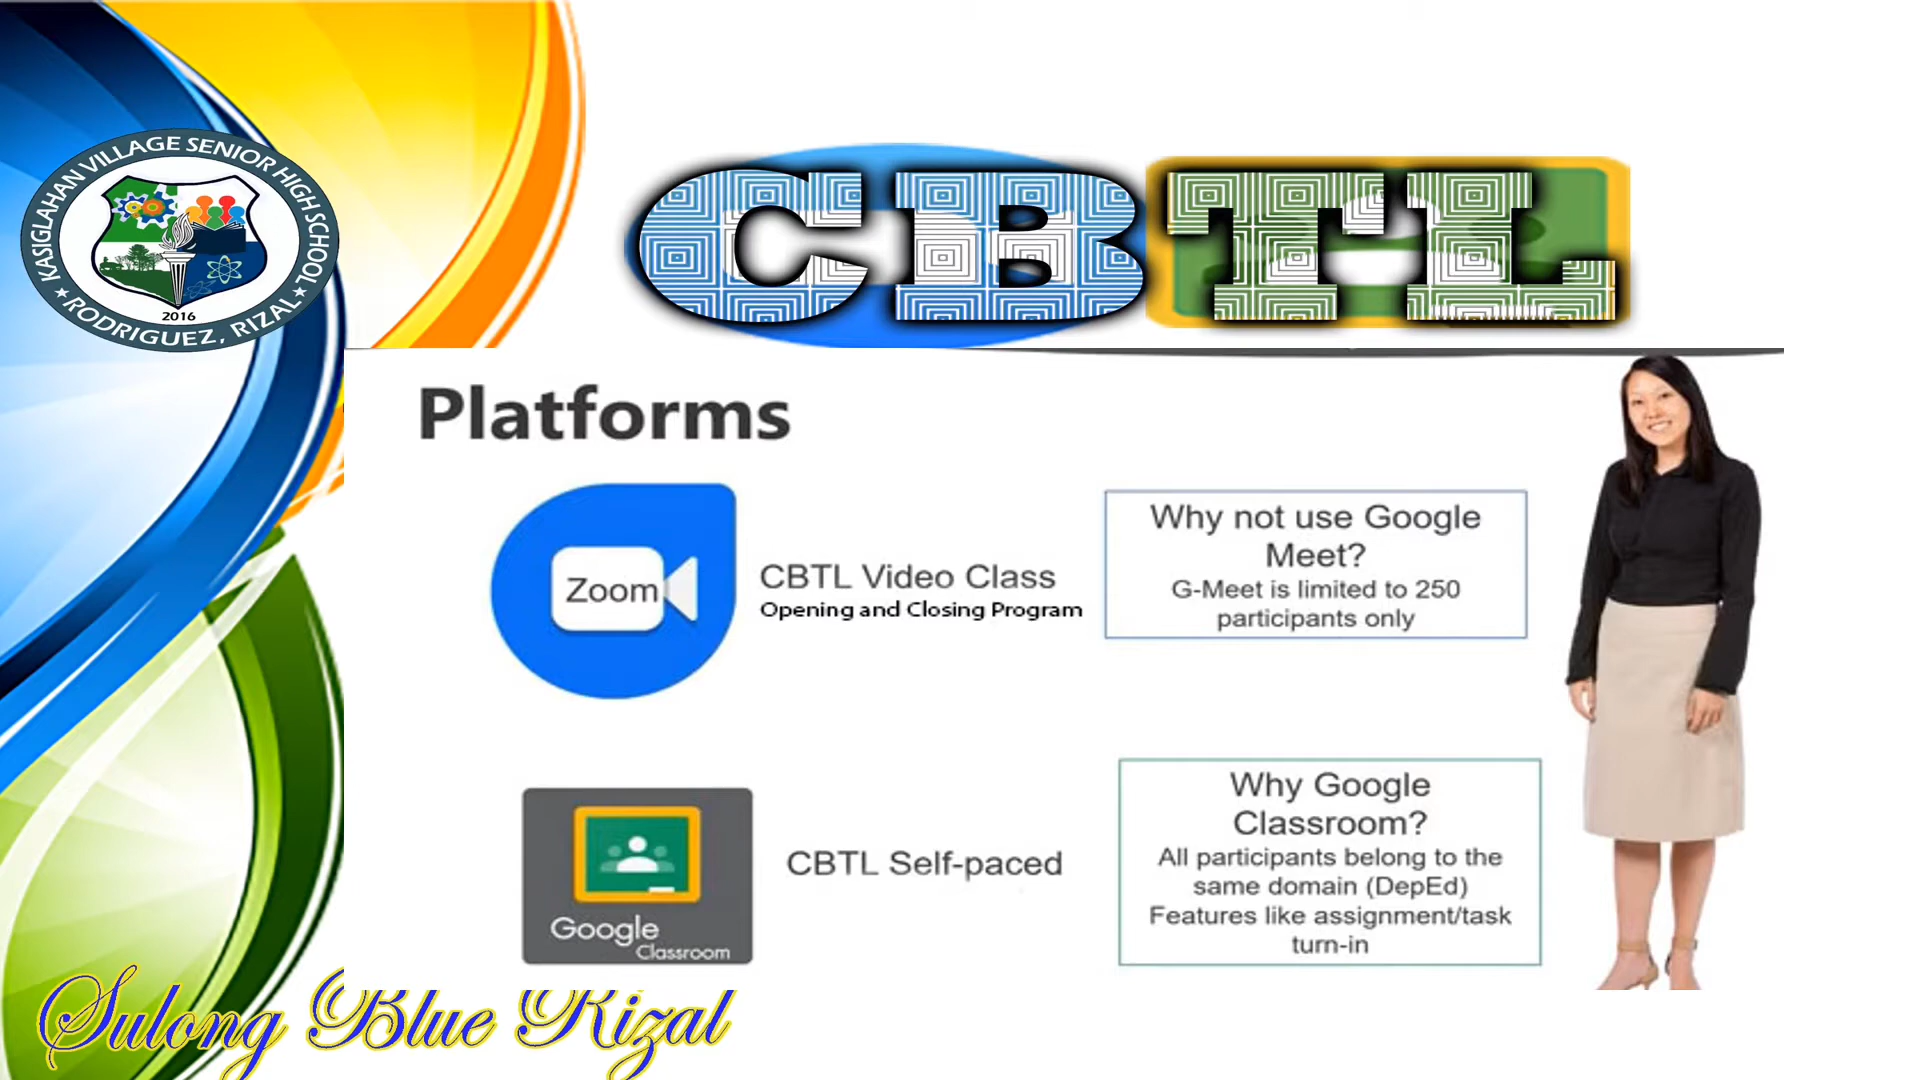 KASIGLAHAN VILLAGE SENIOR HIGH SCHOOL
2016
★ RODRIGUEZ, RIZAL ★
CBTL
Platforms
Zoom
CBTL Video Class
Opening and Closing Program
Why not use Google
Meet?
G-Meet is limited to 250
participants only
Google
Classroom
CBTL Self-paced
Why Google
Classroom?
All participants belong to the
same domain (DepEd)
Features like assignment/task
turn-in
Sulong Blue Rizal